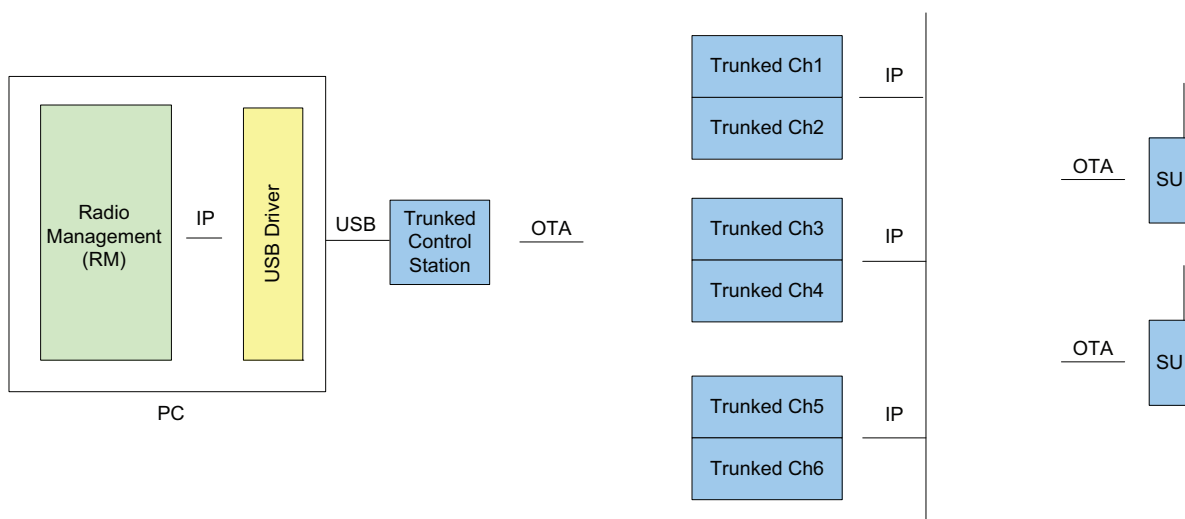 Radio
Management
(RM)
IP
USB Driver
PC
USB
Trunked
Control
Station
OTA
Trunked Ch1
Trunked Ch2
IP
Trunked Ch3
Trunked Ch4
IP
Trunked Ch5
Trunked Ch6
IP
OTA
SU
OTA
SU